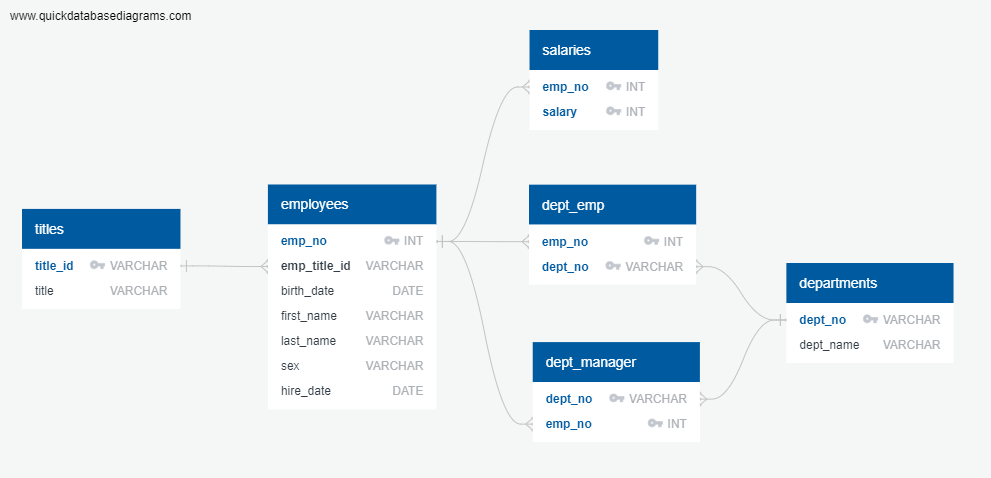 www.quickdatabasediagrams.com
salaries
emp_no INT
salary INT
titles
title_id VARCHAR
title VARCHAR
employees
emp_no INT
emp_title_id VARCHAR
birth_date DATE
first_name VARCHAR
last_name VARCHAR
sex VARCHAR
hire_date DATE
dept_emp
emp_no INT
dept_no VARCHAR
departments
dept_no VARCHAR
dept_name VARCHAR
dept_manager
dept_no VARCHAR
emp_no INT